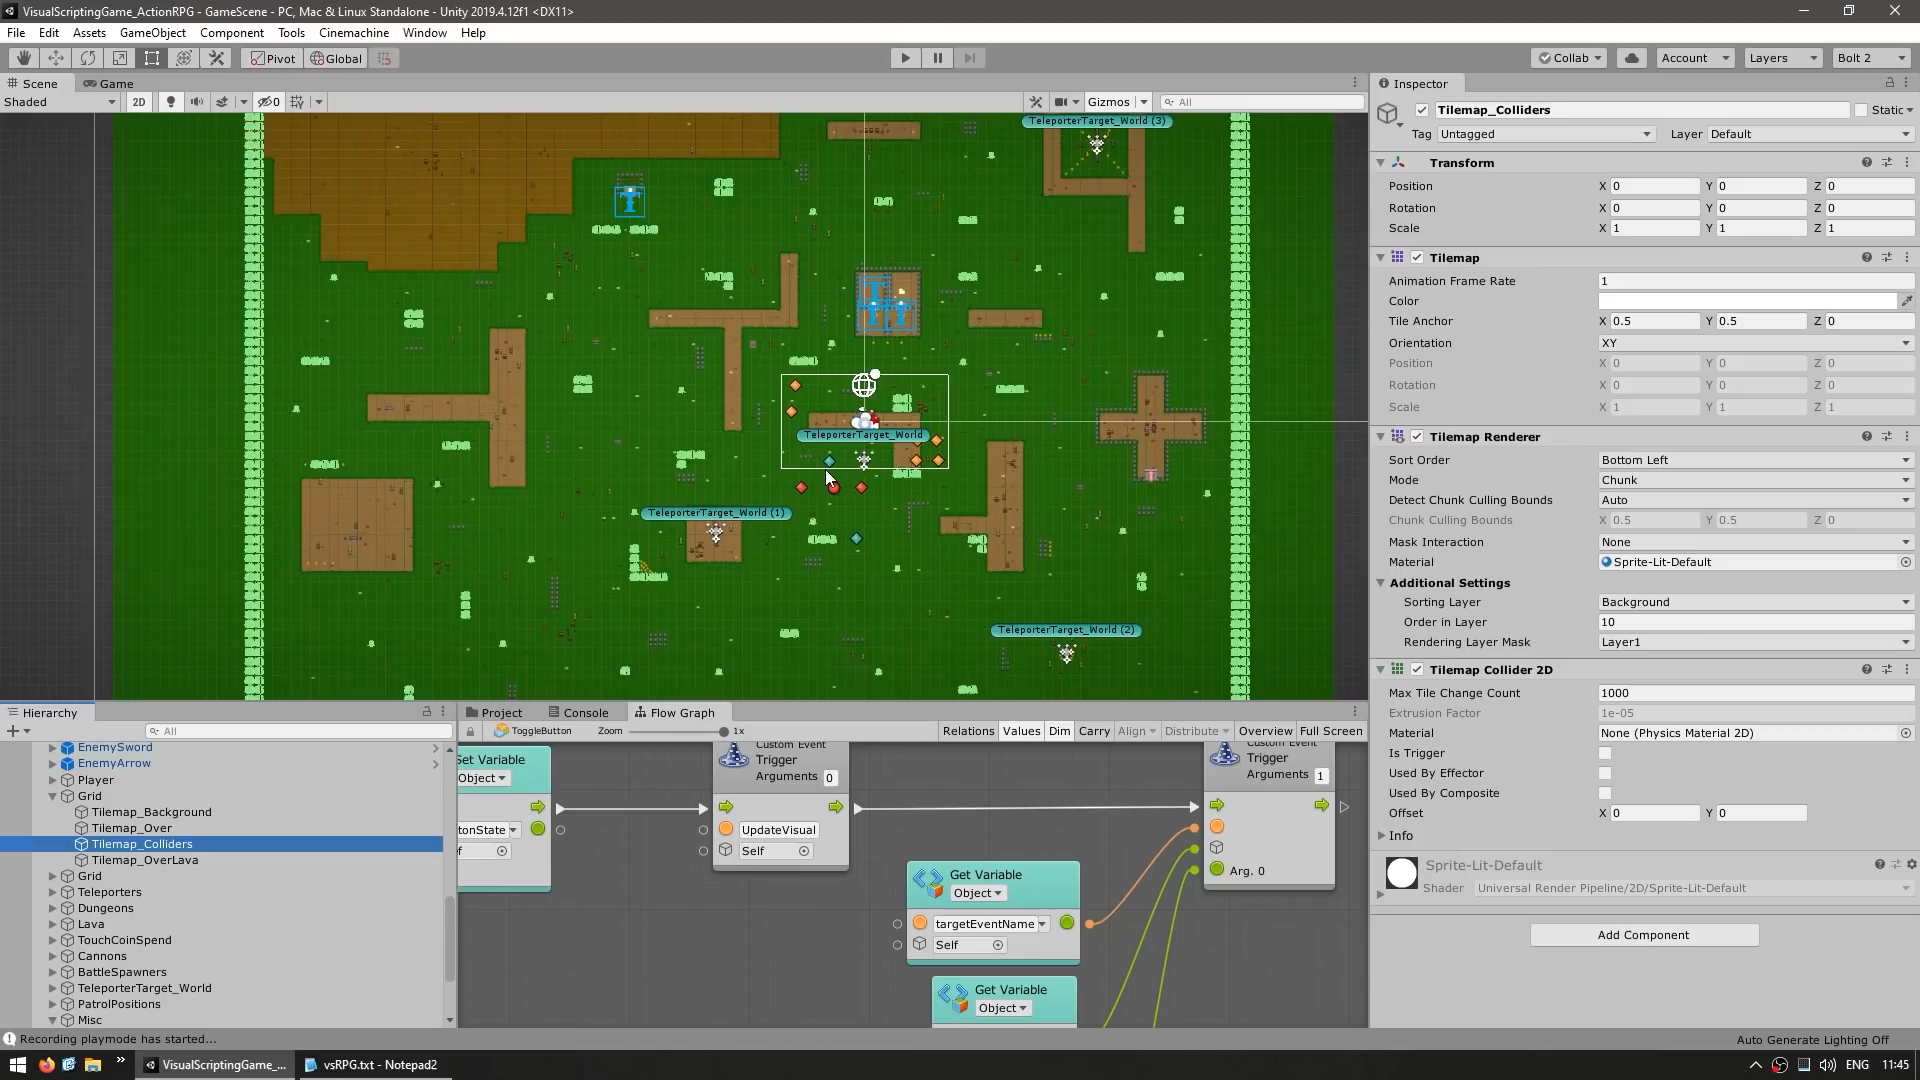 VisualScriptingGame_ActionRPG - GameScene - PC, Mac & Linux Standalone - Unity 2019.4.12f1 <DX11>
File Edit Assets GameObject Component Tools Cinemachine Window Help
Pivot Global Collab Account Layers Bolt 2
Scene Game
Shaded 2D 0 Gizmos All
TeleporterTarget_World (3)
TeleporterTarget_World
TeleporterTarget_World (1)
TeleporterTarget_World (2)
Hierarchy
All
EnemySword
EnemyArrow
Player
Grid
Tilemap_Background
Tilemap_Over
Tilemap_Colliders
Tilemap_OverLava
Grid
Teleporters
Dungeons
Lava
TouchCoinSpend
Cannons
BattleSpawners
TeleporterTarget_World
PatrolPositions
Misc
Project Console Flow Graph
ToggleButton Zoom 1x Relations Values Dim Carry Align Distribute Overview Full Screen
Set Variable
Object
tonState
f
Custom Event
Trigger
Arguments 0
UpdateVisual
Self
Get Variable
Object
targetEventName
Self
Get Variable
Object
Custom Event
Trigger
Arguments 1
Arg. 0
Inspector
Tilemap_Colliders Static
Tag Untagged Layer Default
Transform
Position X 0 Y 0 Z 0
Rotation X 0 Y 0 Z 0
Scale X 1 Y 1 Z 1
Tilemap
Animation Frame Rate 1
Color
Tile Anchor X 0.5 Y 0.5 Z 0
Orientation XY
Position X 0 Y 0 Z 0
Rotation X 0 Y 0 Z 0
Scale X 1 Y 1 Z 1
Tilemap Renderer
Sort Order Bottom Left
Mode Chunk
Detect Chunk Culling Bounds Auto
Chunk Culling Bounds X 0.5 Y 0.5 Z 0
Mask Interaction None
Material Sprite-Lit-Default
Additional Settings
Sorting Layer Background
Order in Layer 10
Rendering Layer Mask Layer1
Tilemap Collider 2D
Max Tile Change Count 1000
Extrusion Factor 1e-05
Material None (Physics Material 2D)
Is Trigger
Used By Effector
Used By Composite
Offset X 0 Y 0
Info
Sprite-Lit-Default
Shader Universal Render Pipeline/2D/Sprite-Lit-Default
Add Component
Recording playmode has started...
Auto Generate Lighting Off
VisualScriptingGame_... vsRPG.txt - Notepad2 ENG 11:45